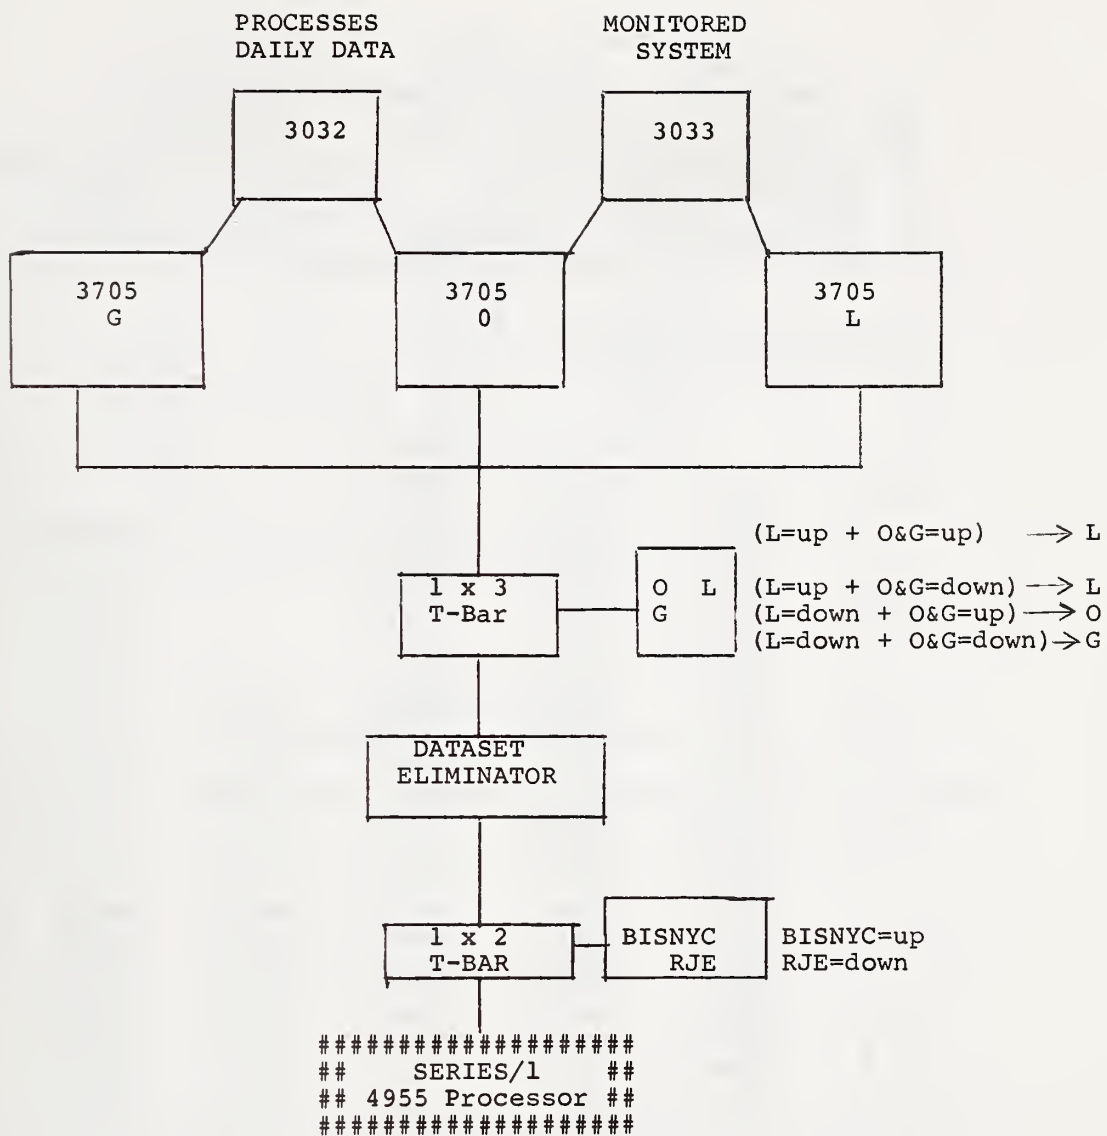 PROCESSES
DAILY DATA
MONITORED
SYSTEM
3032
3033
3705
G
3705
O
3705
L
(L=up + O&G=up) → L
1 x 3
T-Bar
O L
G
(L=up + O&G=down) → L
(L=down + O&G=up) → O
(L=down + O&G=down) → G
DATASET
ELIMINATOR
1 x 2
T-BAR
BISNYC
RJE
BISNYC=up
RJE=down
####################
## SERIES/1 ##
## 4955 Processor ##
####################